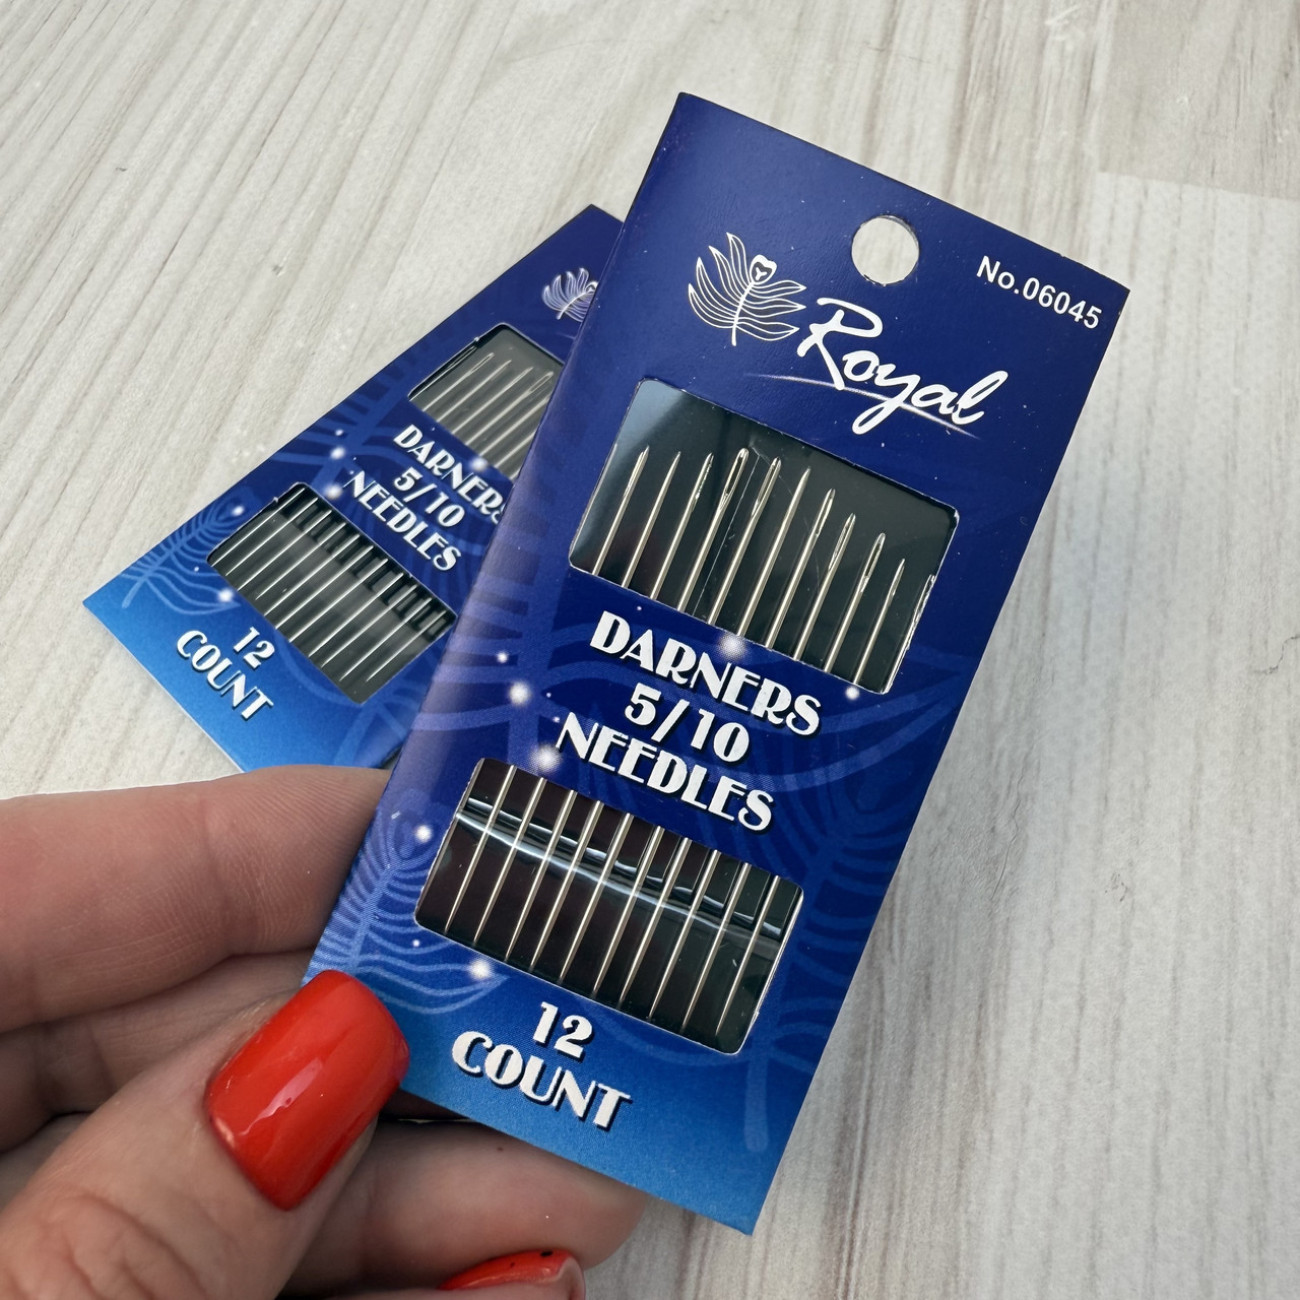 No.06045
Royal
DARNERS
5/10
NEEDLES
12
COUNT
DARNERS
5/10
NEEDLES
12
COUNT